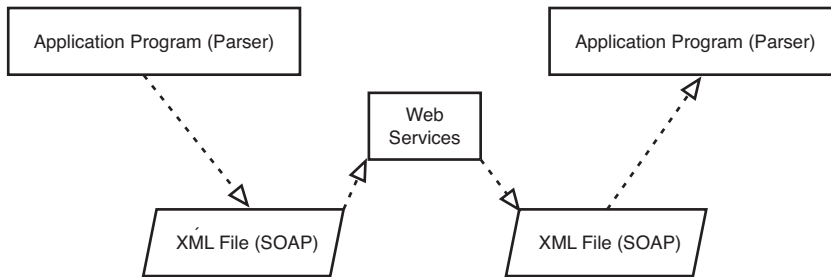 Application Program (Parser)
Application Program (Parser)
Web
Services
XML File (SOAP)
XML File (SOAP)